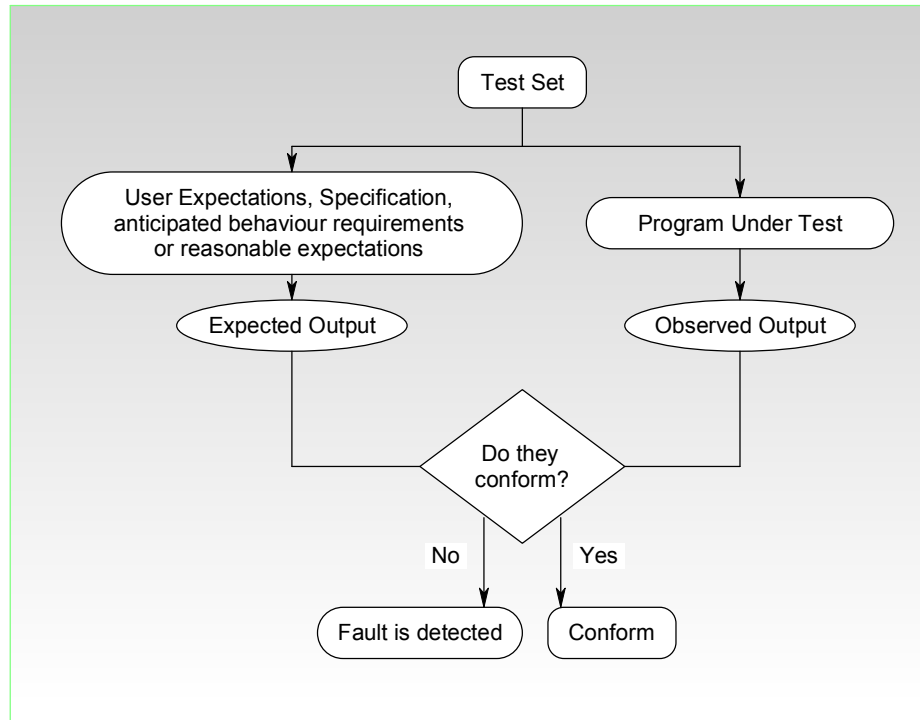 Test Set
User Expectations, Specification,
anticipated behaviour requirements
or reasonable expectations
Program Under Test
Expected Output
Observed Output
Do they
conform?
No
Yes
Fault is detected
Conform